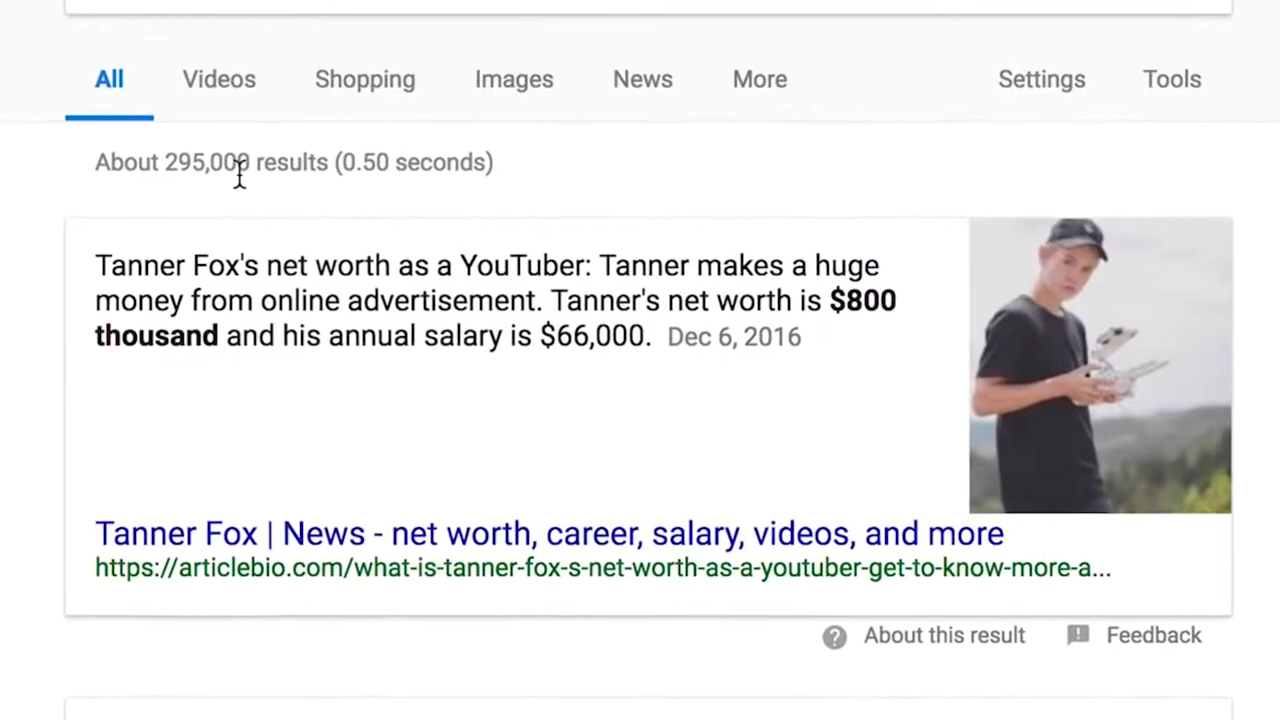 All Videos Shopping Images News More Settings Tools
About 295,000 results (0.50 seconds)
Tanner Fox's net worth as a YouTuber: Tanner makes a huge
money from online advertisement. Tanner's net worth is $800
thousand and his annual salary is $66,000. Dec 6, 2016
Tanner Fox | News - net worth, career, salary, videos, and more
https://articlebio.com/what-is-tanner-fox-s-net-worth-as-a-youtuber-get-to-know-more-a...
About this result Feedback